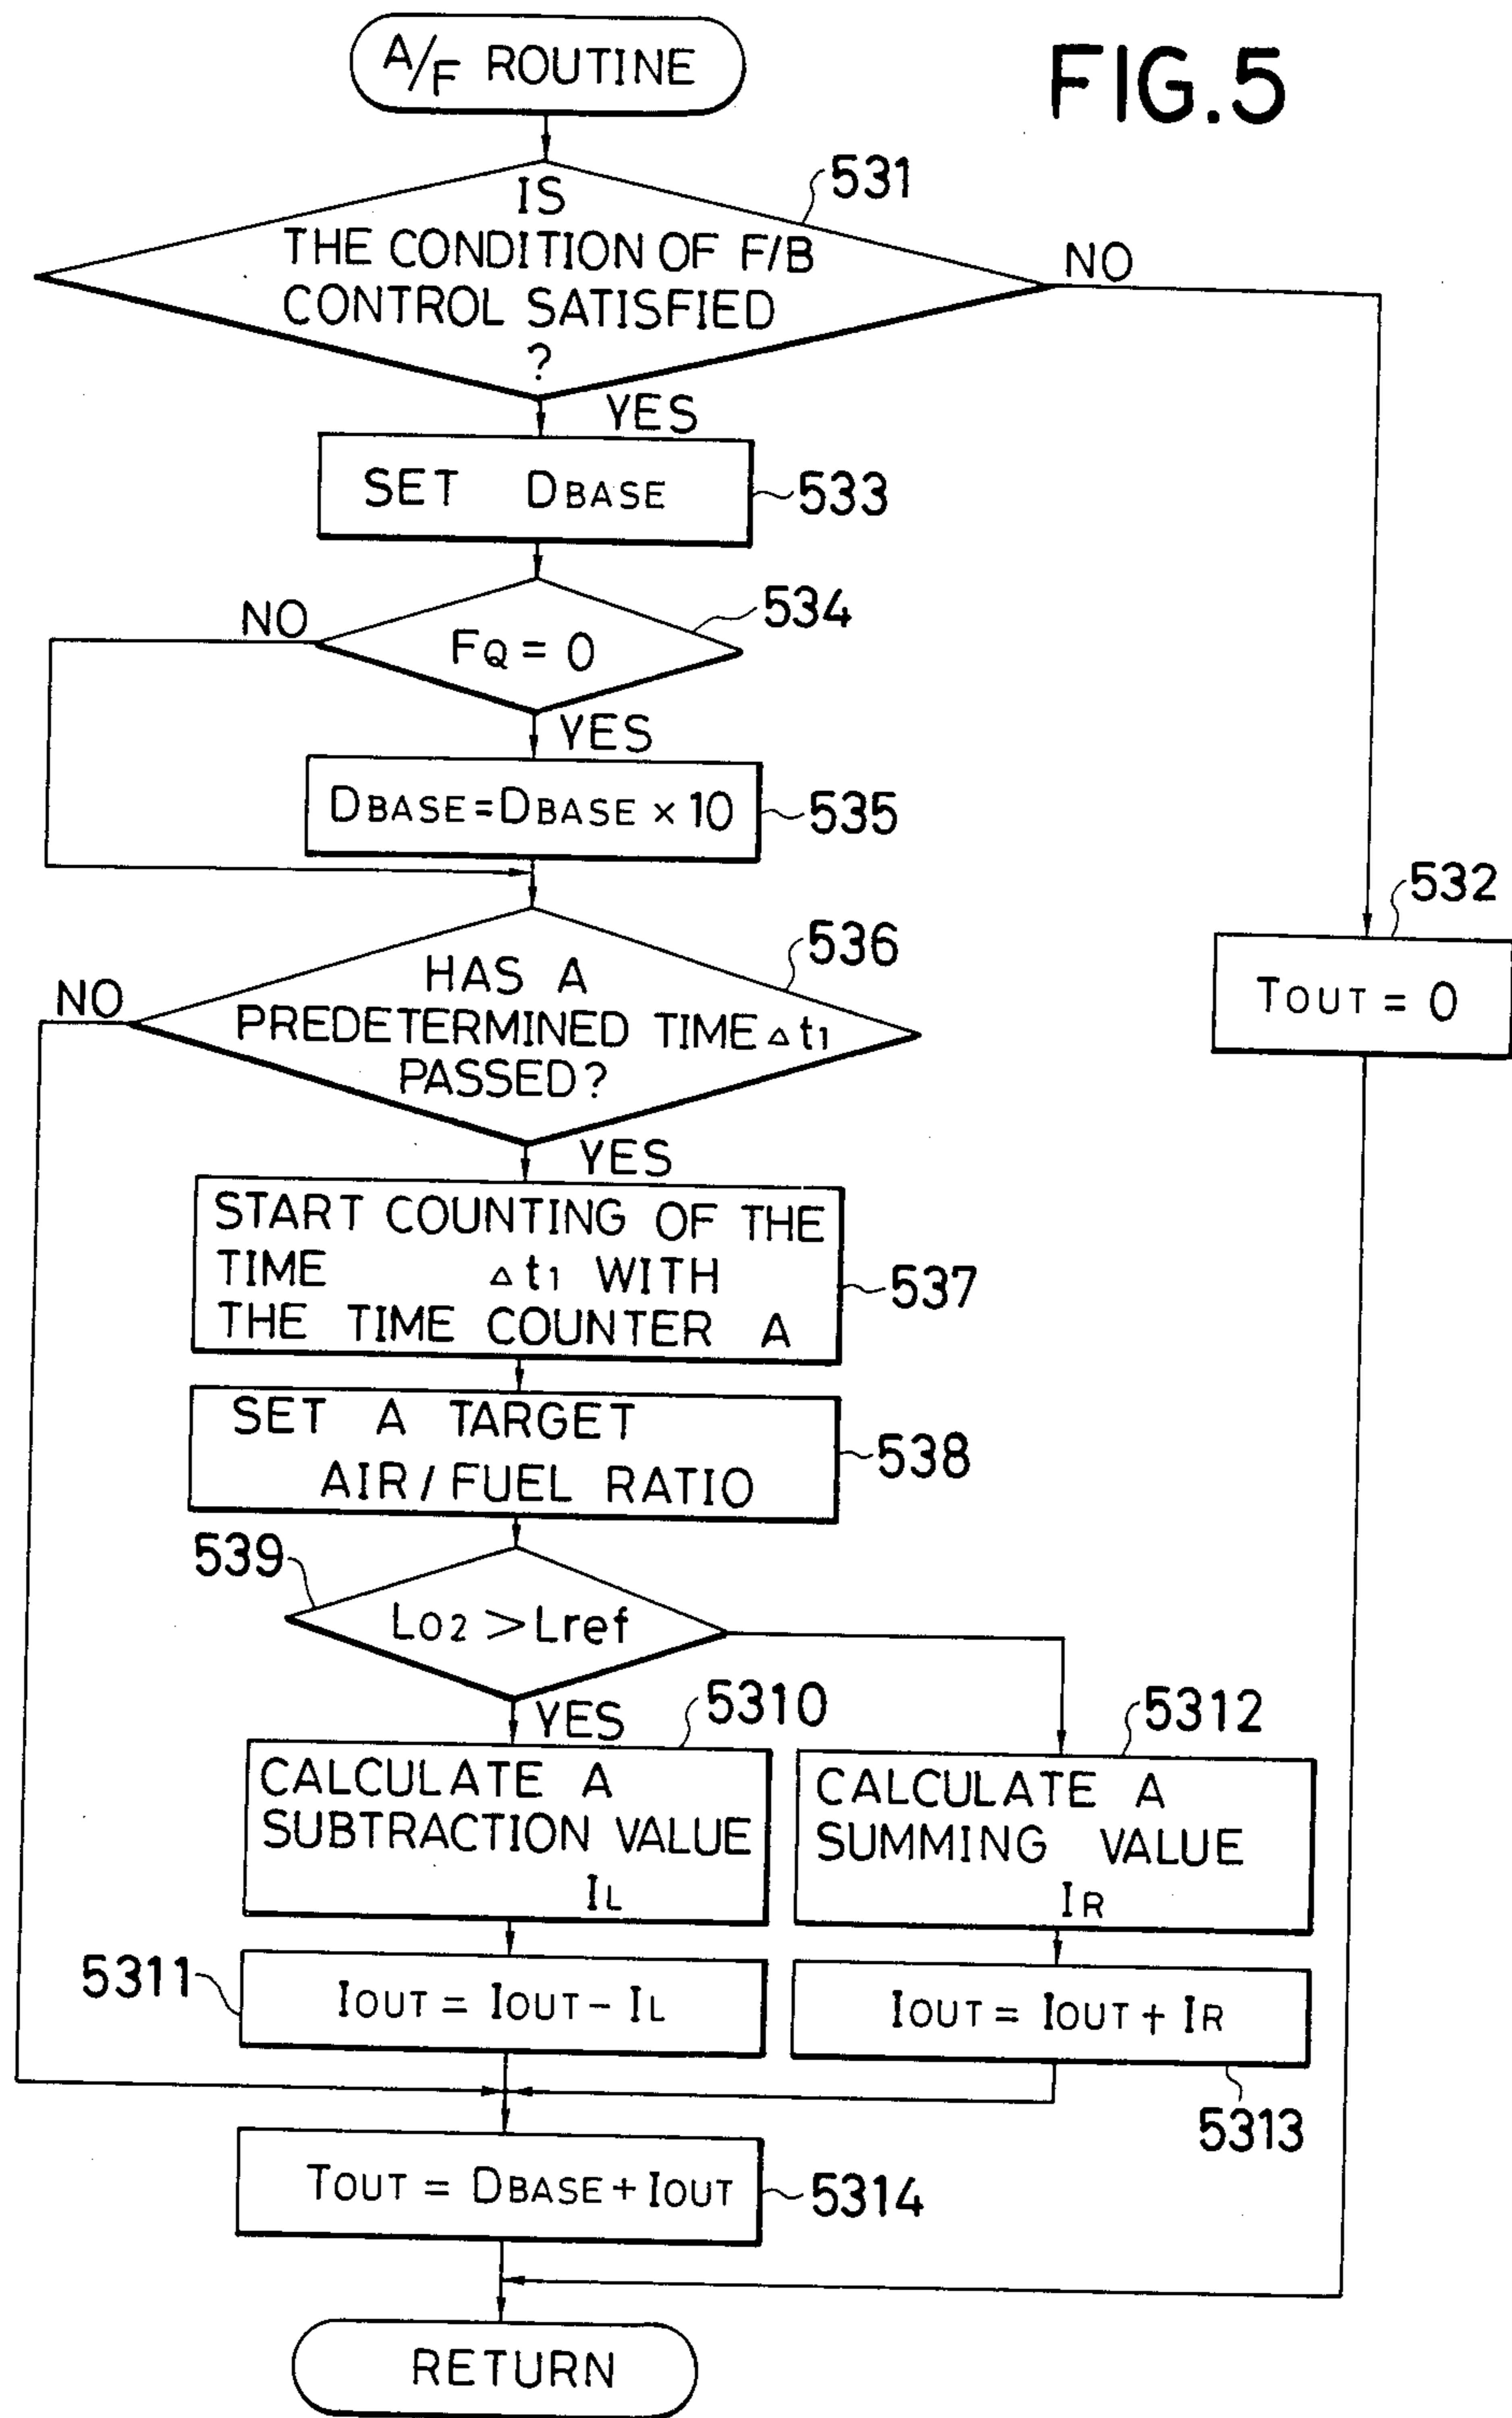 A/F ROUTINE
FIG.5
531
IS
THE CONDITION OF F/B
CONTROL SATISFIED
?
NO
YES
SET DBASE
533
534
NO
FQ = 0
YES
DBASE=DBASE × 10
535
532
TOUT = 0
536
HAS A
PREDETERMINED TIME △t1
PASSED?
NO
YES
START COUNTING OF THE
TIME △t1 WITH
THE TIME COUNTER A
537
SET A TARGET
AIR/FUEL RATIO
538
539
LO2 >Lref
YES
5310
CALCULATE A
SUBTRACTION VALUE
IL
5312
CALCULATE A
SUMMING VALUE
IR
5311
IOUT = IOUT - IL
IOUT = IOUT + IR
5313
TOUT = DBASE+IOUT
5314
RETURN